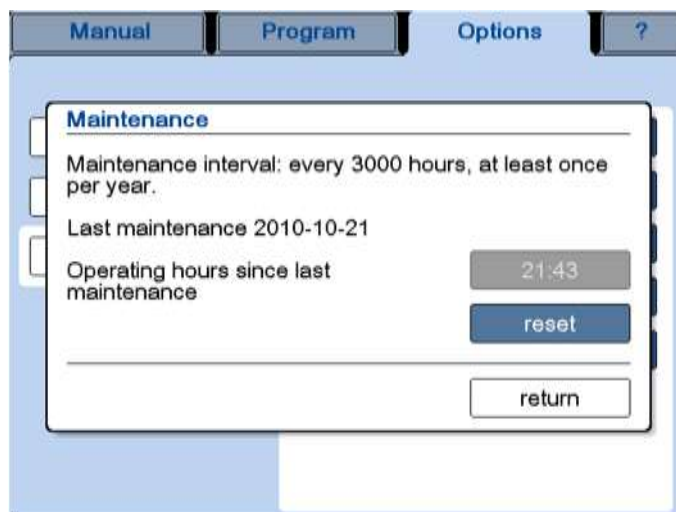 Manual Program Options ?
Maintenance
Maintenance interval: every 3000 hours, at least once
per year.
Last maintenance 2010-10-21
Operating hours since last
maintenance
21:43
reset
return